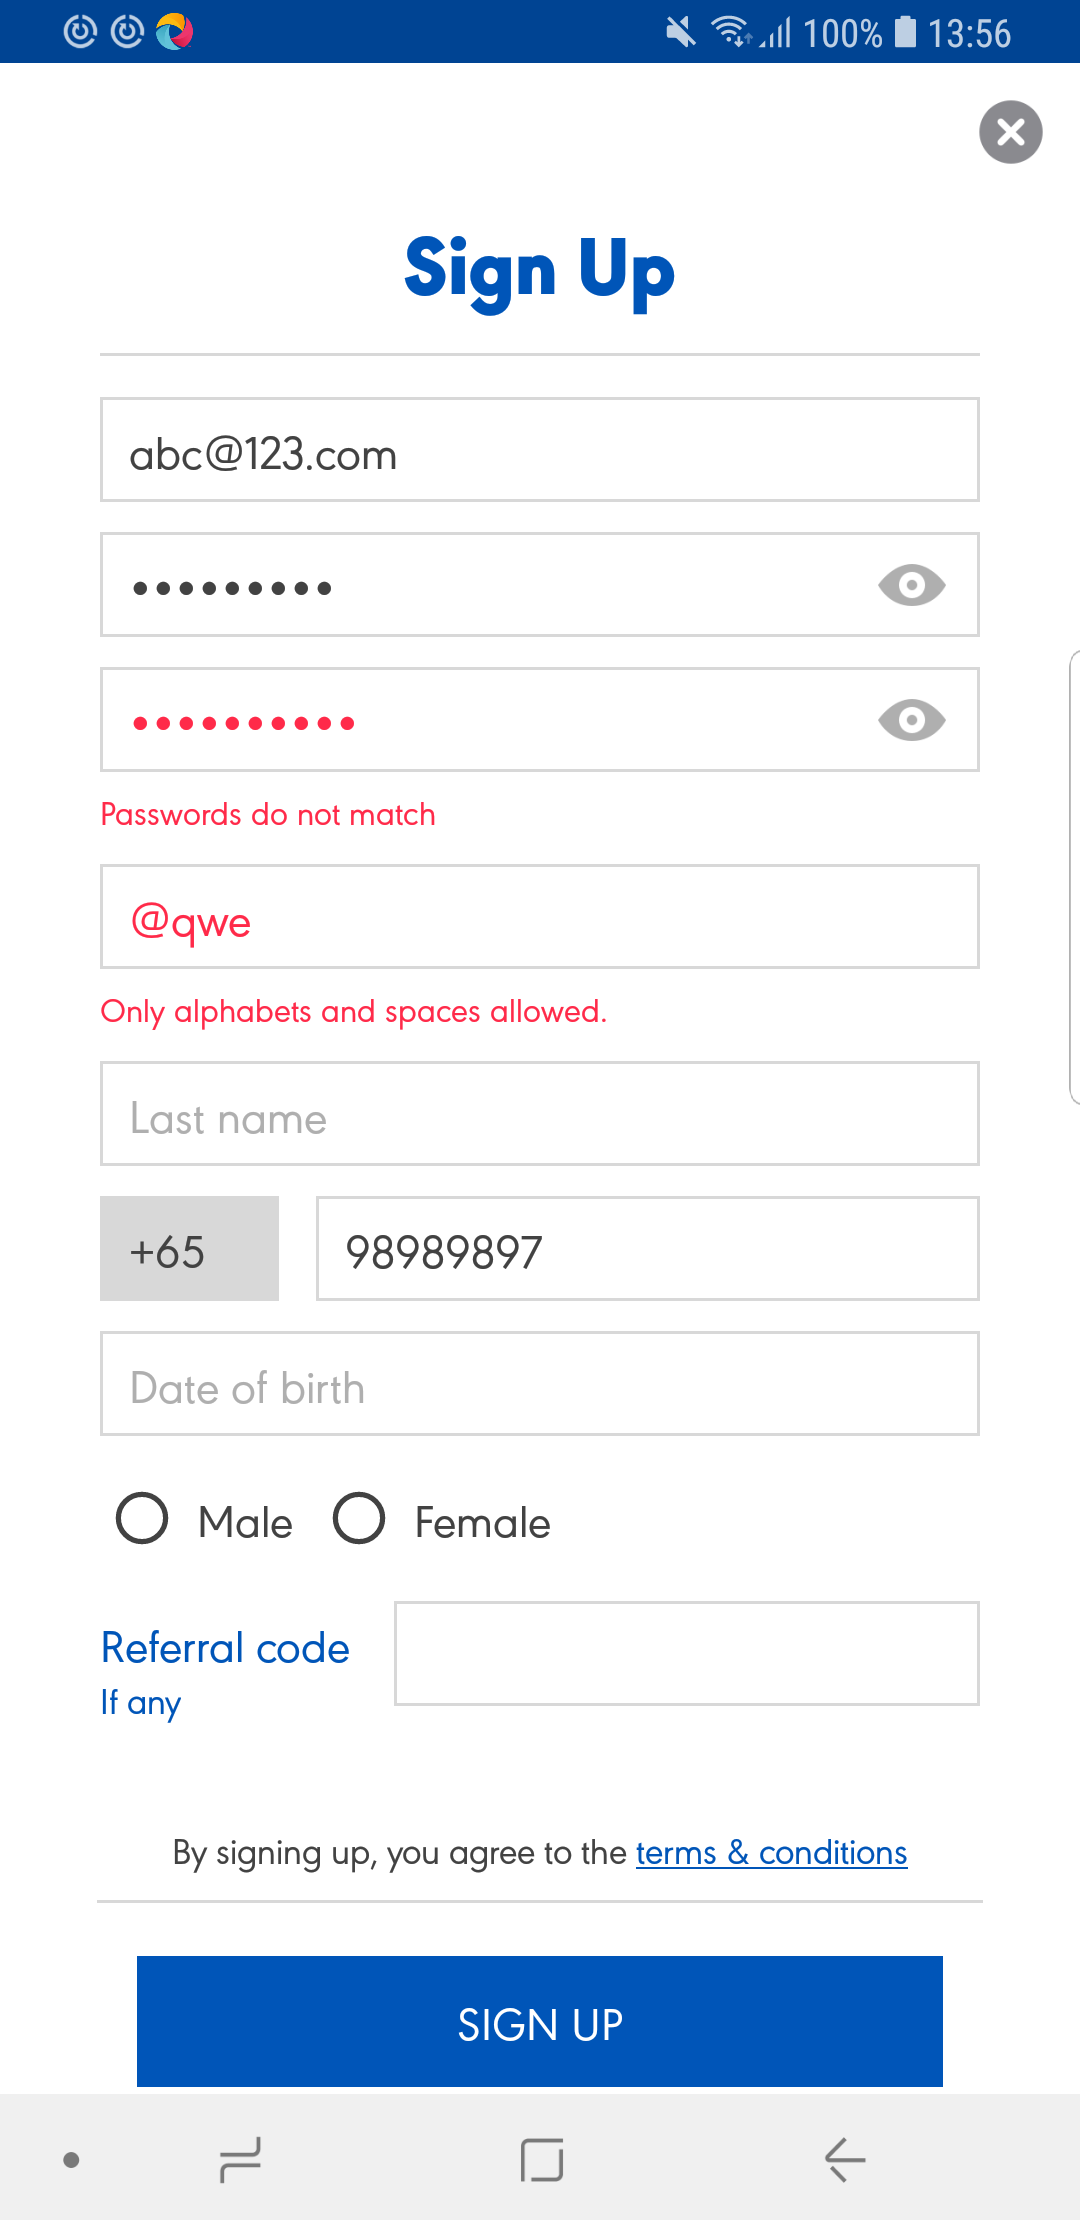 100% 13:56
Sign Up
abc@123.com
•••••••••
••••••••••
Passwords do not match
@qwe
Only alphabets and spaces allowed.
Last name
+65 98989897
Date of birth
Male Female
Referral code
If any
By signing up, you agree to the terms & conditions
SIGN UP